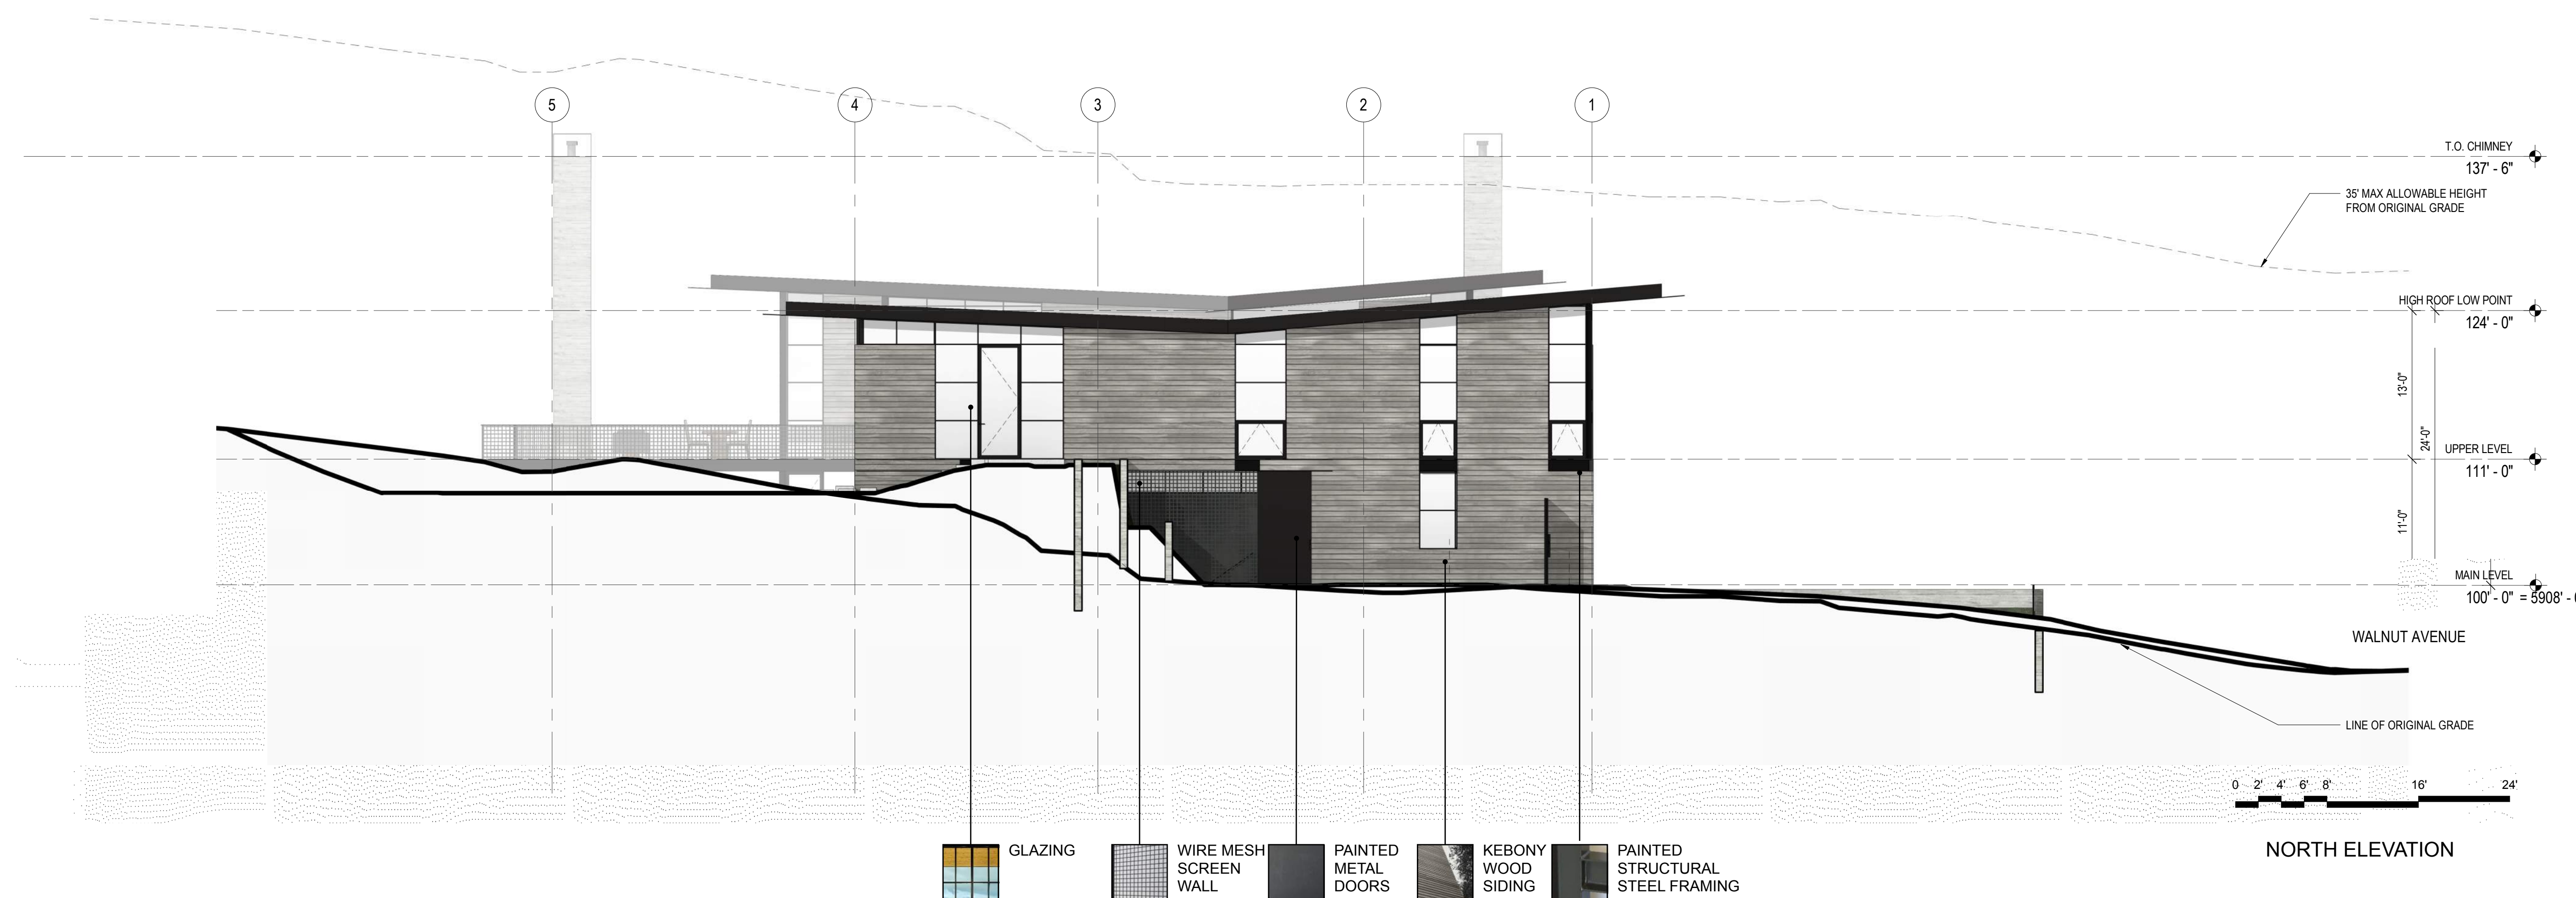 5
4
3
2
1
T.O. CHIMNEY
137' - 6"
35' MAX ALLOWABLE HEIGHT
FROM ORIGINAL GRADE
HIGH ROOF LOW POINT
124' - 0"
13'-0"
24'-0"
UPPER LEVEL
111' - 0"
11'-0"
MAIN LEVEL
100' - 0" = 5908' -
WALNUT AVENUE
LINE OF ORIGINAL GRADE
0 2' 4' 6' 8' 16' 24'
NORTH ELEVATION
GLAZING
WIRE MESH
SCREEN
WALL
PAINTED
METAL
DOORS
KEBONY
WOOD
SIDING
PAINTED
STRUCTURAL
STEEL FRAMING